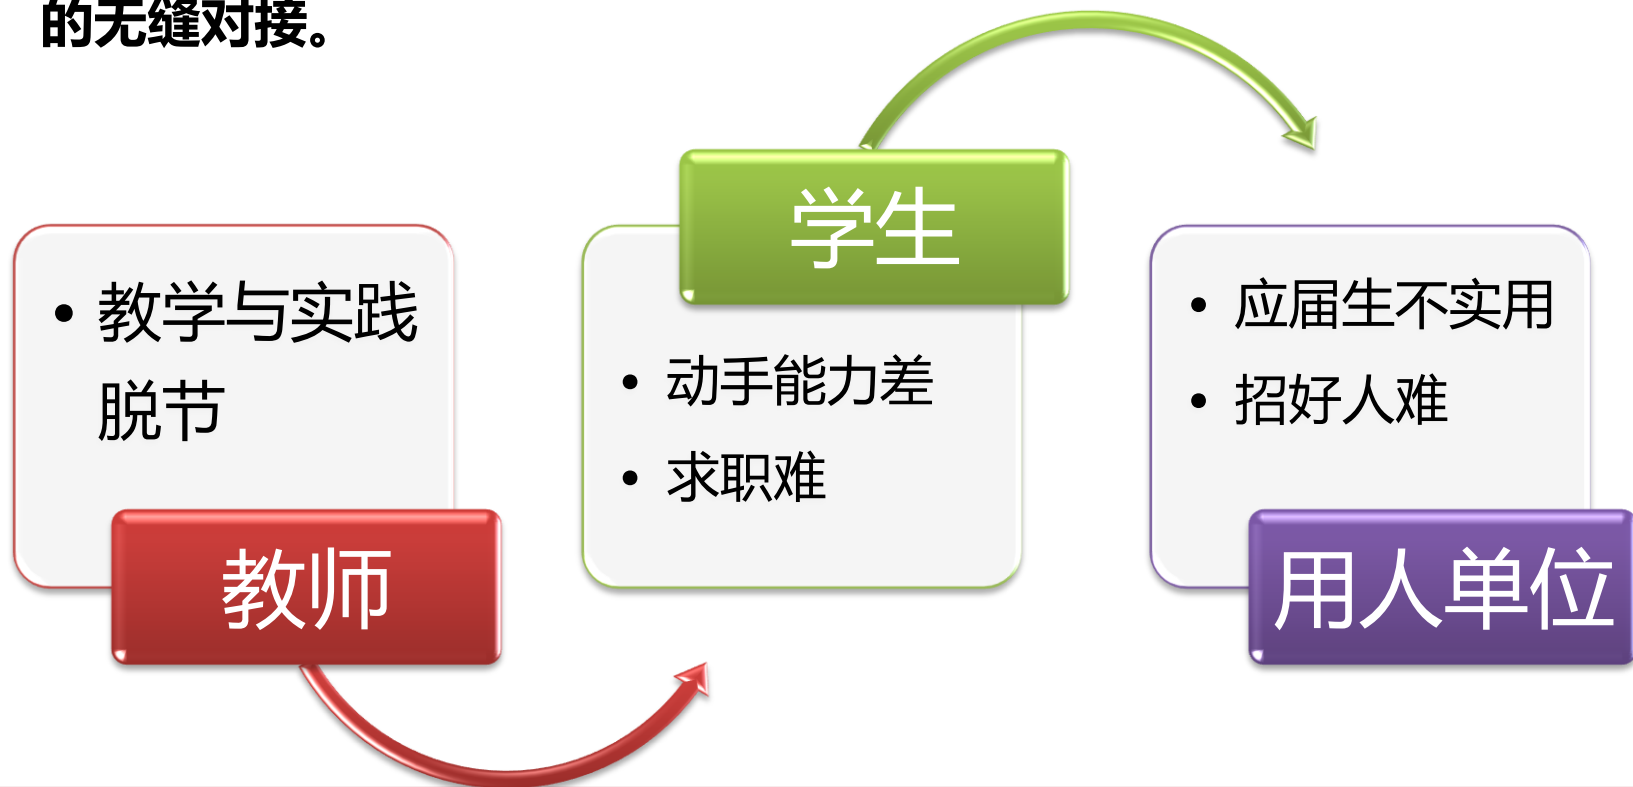 的无缝对接。
• 教学与实践
脱节
教师
学生
• 动手能力差
• 求职难
• 应届生不实用
• 招好人难
用人单位